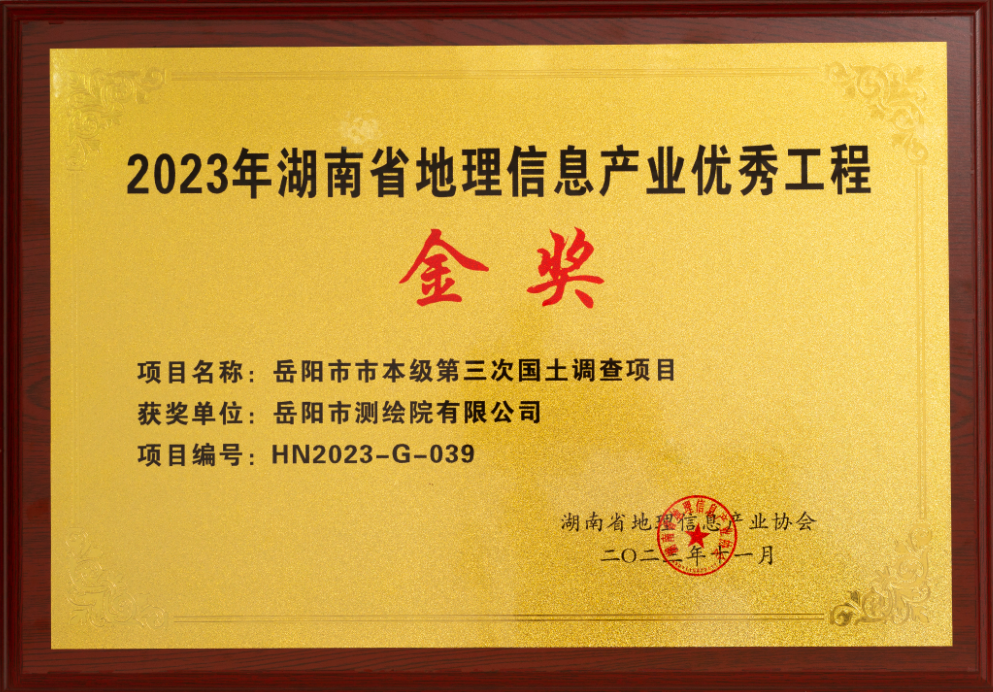 2023年湖南省地理信息产业优秀工程
金奖
项目名称：岳阳市市本级第三次国土调查项目
获奖单位：岳阳市测绘院有限公司
项目编号：HN2023-G-039
湖南省地理信息产业协会
二〇二三年十一月